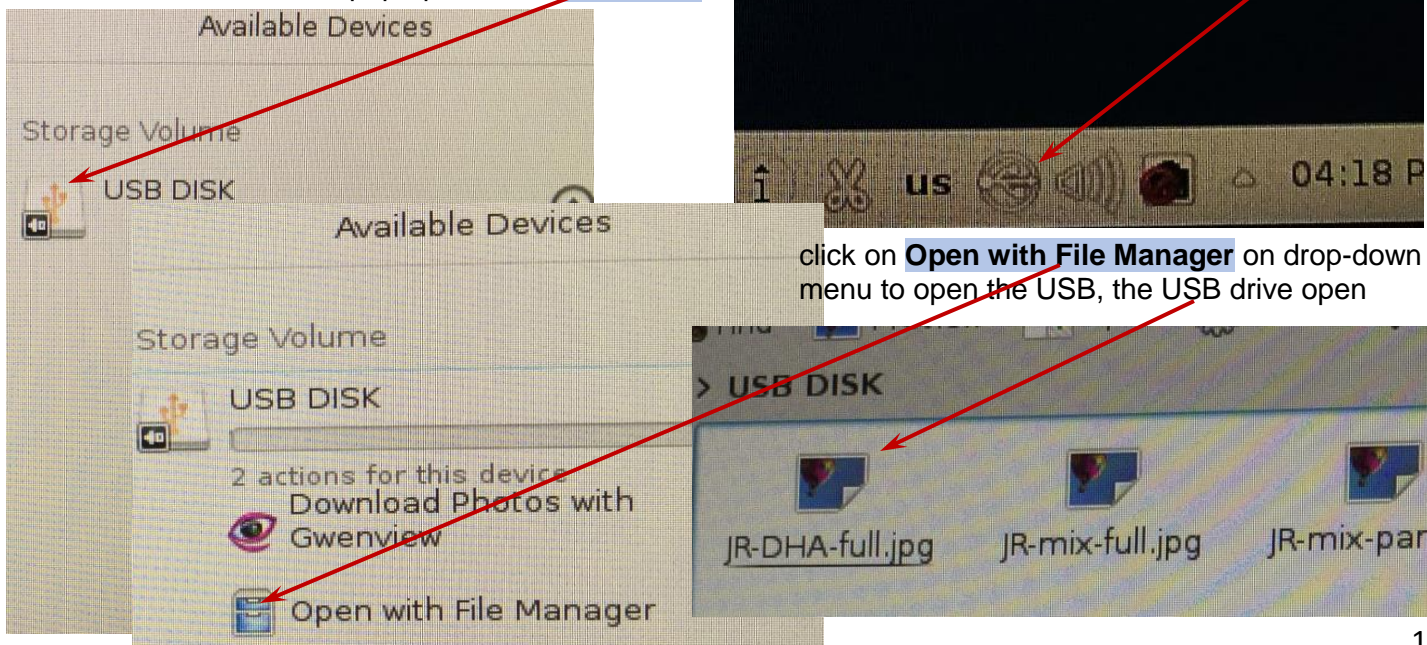 Available Devices
Storage Volume
USB DISK
us
04:18 P
Available Devices
Storage Volume
USB DISK
2 actions for this device
Download Photos with
Gwenview
Open with File Manager
click on Open with File Manager on drop-down
menu to open the USB, the USB drive open
> USB DISK
JR-DHA-full.jpg
JR-mix-full.jpg
JR-mix-par
1